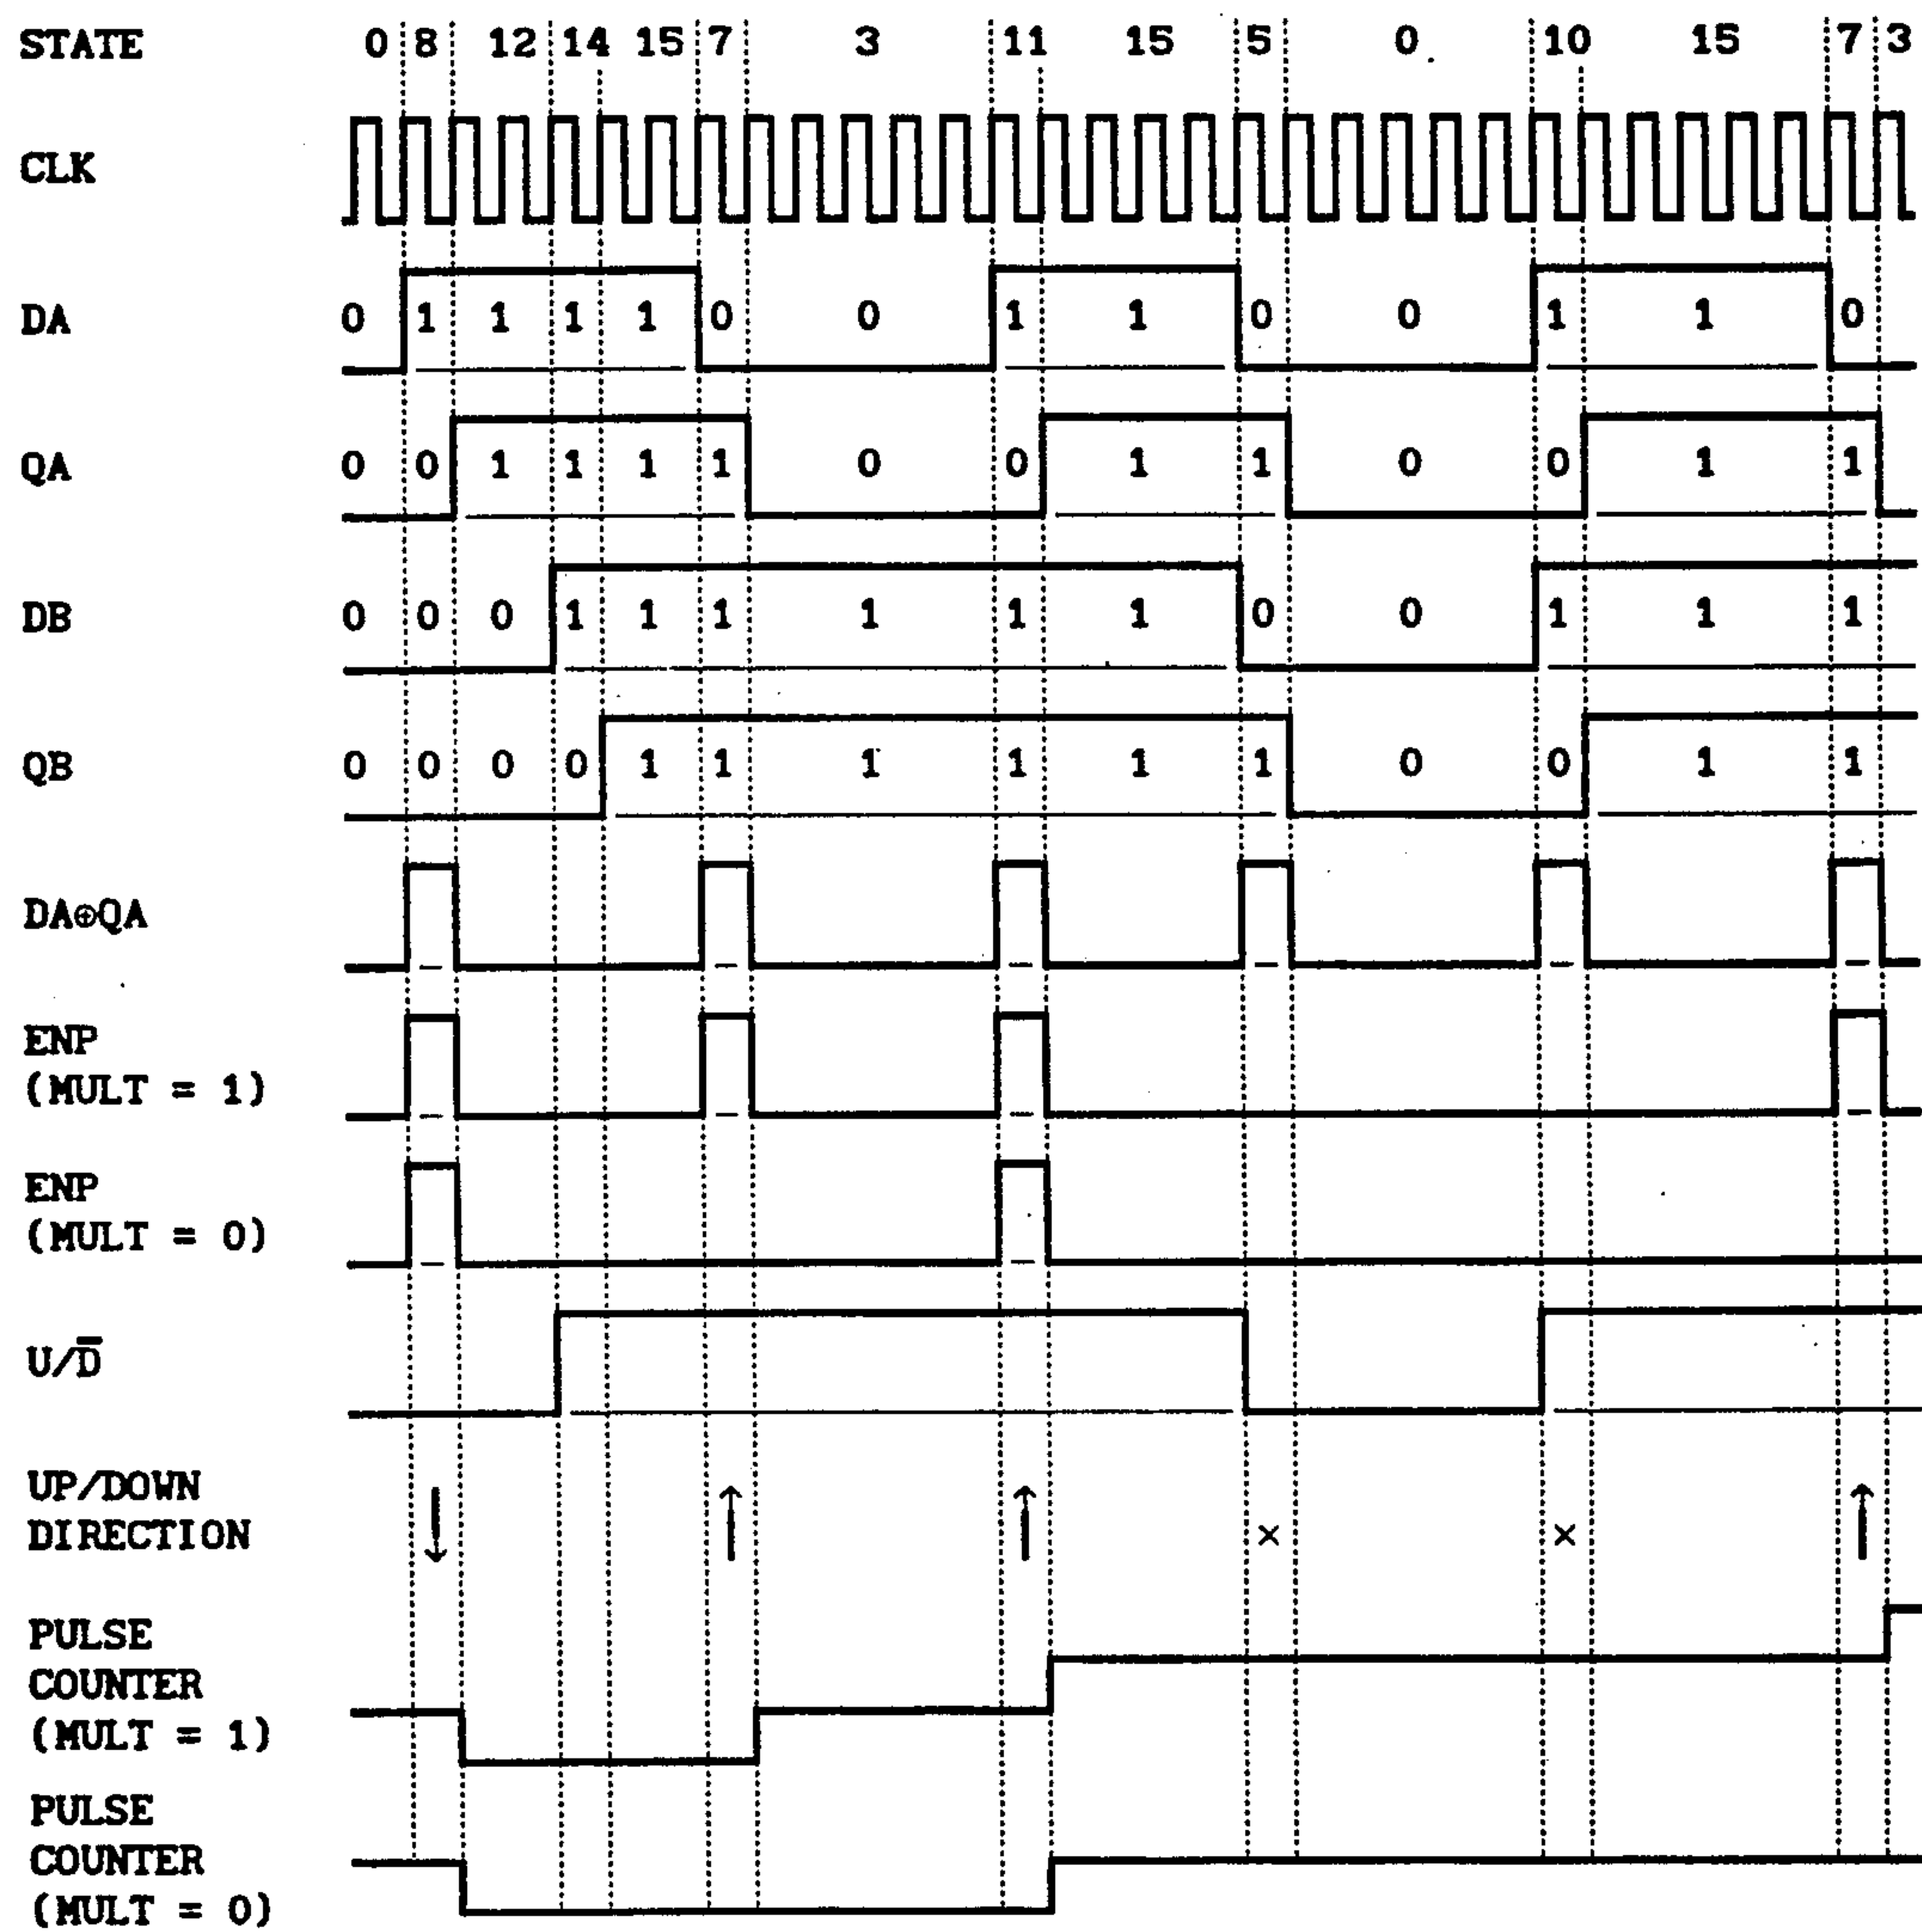 STATE 0 8 12 14 15 7 3 11 15 5 0 10 15 7 3
CLK
DA 0 1 1 1 1 0 0 1 1 0 0 1 1 0
QA 0 0 1 1 1 1 0 0 1 1 0 0 1 1
DB 0 0 0 1 1 1 1 1 1 0 0 1 1 1
QB 0 0 0 0 1 1 1 1 1 1 0 0 1 1
DA⊕QA
ENP
(MULT = 1)
ENP
(MULT = 0)
U/D̅
UP/DOWN
DIRECTION ↓ ↑ ↑ × × ↑
PULSE
COUNTER
(MULT = 1)
PULSE
COUNTER
(MULT = 0)